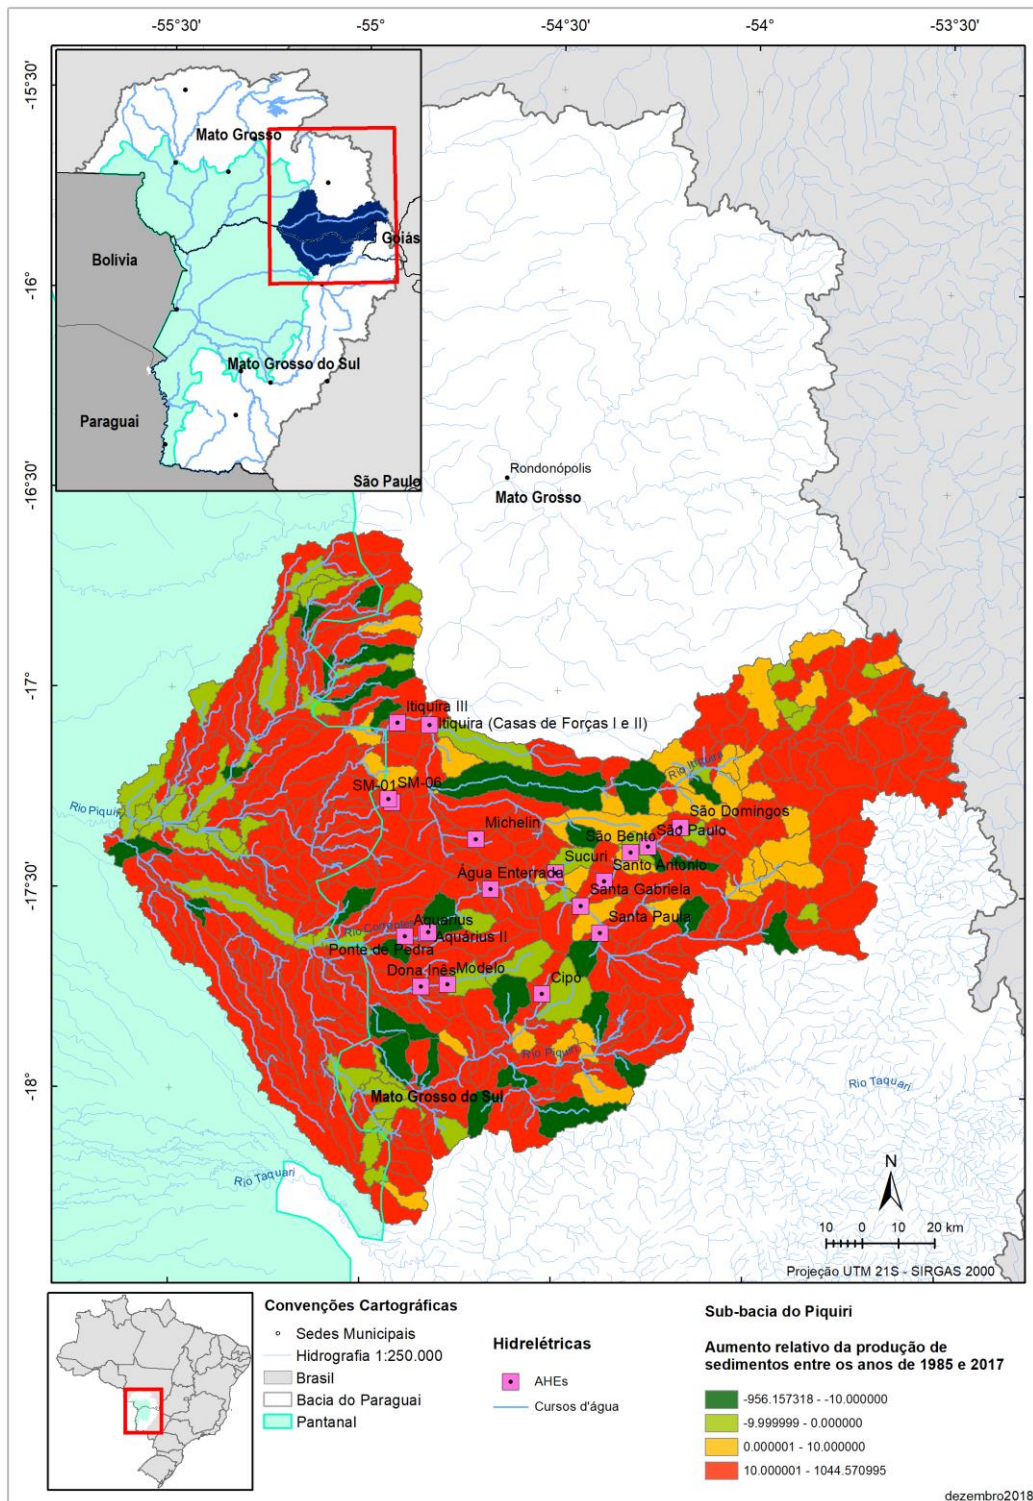 -55°30'
-55°
-54°30'
-54°
-53°30'
-15°30'
-16°
-16°30'
-17°
-17°30'
-18°
Mato Grosso
Goiás
Bolivia
Mato Grosso do Sul
Paraguai
São Paulo
Rondonópolis
Mato Grosso
Itiquira III
Itiquira (Casas de Forças I e II)
Rio Itiquira
SM-01
SM-06
São Domingos
Rio Piquiri
Michelin
São Bento
São Paulo
Sucuri
Santo Antonio
Água Enterrada
Santa Gabriela
Santa Paula
Aquarius
Rio Correntes
Aquárius II
Ponte de Pedra
Dona Inês
Modelo
Cipó
Rio Piquiri
Mato Grosso do Sul
Rio Taquari
Rio Taquari
N
10 0 10 20 km
Projeção UTM 21S - SIRGAS 2000
Convenções Cartográficas
Sedes Municipais
Hidrografia 1:250.000
Brasil
Bacia do Paraguai
Pantanal
Hidrelétricas
AHEs
Cursos d'água
Sub-bacia do Piquiri
Aumento relativo da produção de
sedimentos entre os anos de 1985 e 2017
-956.157318 - -10.000000
-9.999999 - 0.000000
0.000001 - 10.000000
10.000001 - 1044.570995
dezembro2018